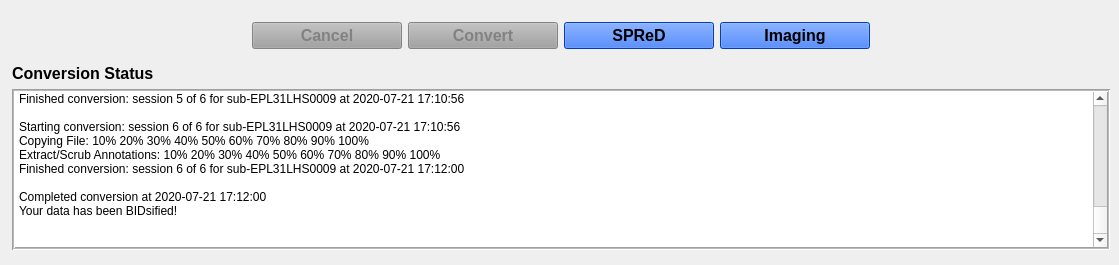 Cancel Convert SPReD Imaging
Conversion Status
Finished conversion: session 5 of 6 for sub-EPL31LHS0009 at 2020-07-21 17:10:56
Starting conversion: session 6 of 6 for sub-EPL31LHS0009 at 2020-07-21 17:10:56
Copying File: 10% 20% 30% 40% 50% 60% 70% 80% 90% 100%
Extract/Scrub Annotations: 10% 20% 30% 40% 50% 60% 70% 80% 90% 100%
Finished conversion: session 6 of 6 for sub-EPL31LHS0009 at 2020-07-21 17:12:00
Completed conversion at 2020-07-21 17:12:00
Your data has been BIDsified!